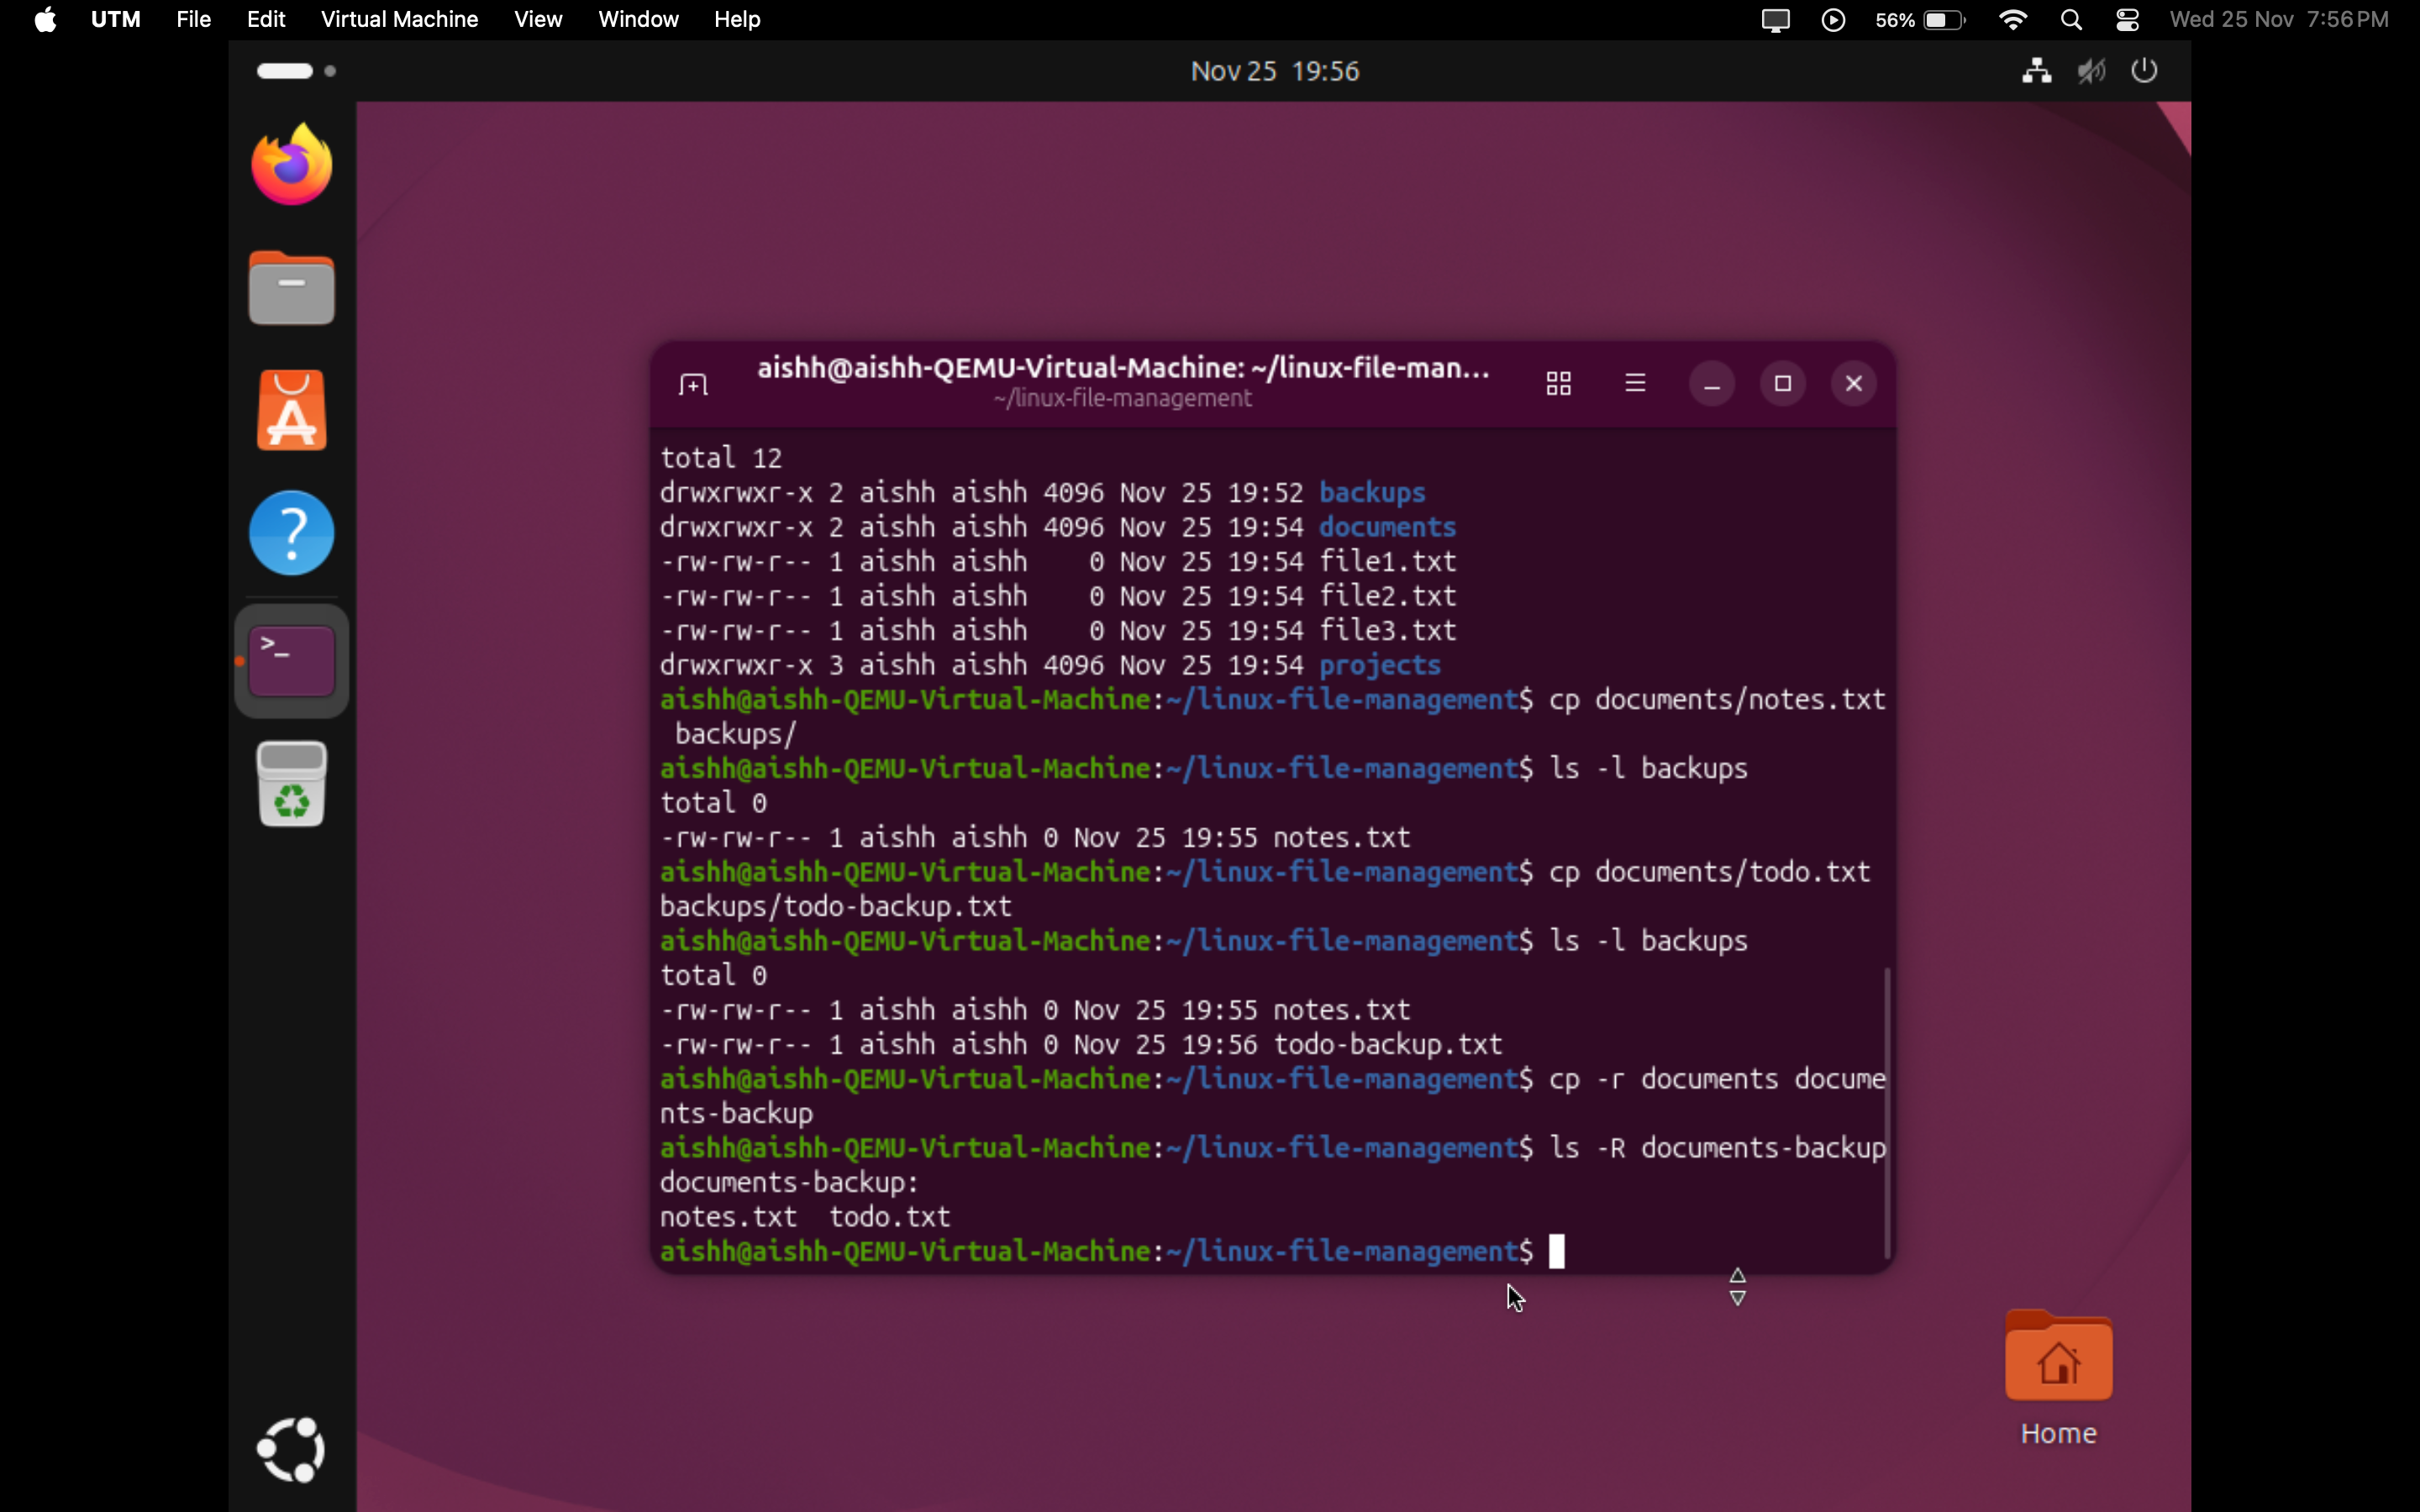 UTM File Edit Virtual Machine View Window Help 56% Wed 25 Nov 7:56 PM
Nov 25 19:56
aishh@aishh-QEMU-Virtual-Machine: ~/linux-file-man...
~/linux-file-management
total 12
drwxrwxr-x 2 aishh aishh 4096 Nov 25 19:52 backups
drwxrwxr-x 2 aishh aishh 4096 Nov 25 19:54 documents
-rw-rw-r-- 1 aishh aishh    0 Nov 25 19:54 file1.txt
-rw-rw-r-- 1 aishh aishh    0 Nov 25 19:54 file2.txt
-rw-rw-r-- 1 aishh aishh    0 Nov 25 19:54 file3.txt
drwxrwxr-x 3 aishh aishh 4096 Nov 25 19:54 projects
aishh@aishh-QEMU-Virtual-Machine:~/linux-file-management$ cp documents/notes.txt
 backups/
aishh@aishh-QEMU-Virtual-Machine:~/linux-file-management$ ls -l backups
total 0
-rw-rw-r-- 1 aishh aishh 0 Nov 25 19:55 notes.txt
aishh@aishh-QEMU-Virtual-Machine:~/linux-file-management$ cp documents/todo.txt
backups/todo-backup.txt
aishh@aishh-QEMU-Virtual-Machine:~/linux-file-management$ ls -l backups
total 0
-rw-rw-r-- 1 aishh aishh 0 Nov 25 19:55 notes.txt
-rw-rw-r-- 1 aishh aishh 0 Nov 25 19:56 todo-backup.txt
aishh@aishh-QEMU-Virtual-Machine:~/linux-file-management$ cp -r documents docume
nts-backup
aishh@aishh-QEMU-Virtual-Machine:~/linux-file-management$ ls -R documents-backup
documents-backup:
notes.txt  todo.txt
aishh@aishh-QEMU-Virtual-Machine:~/linux-file-management$
Home